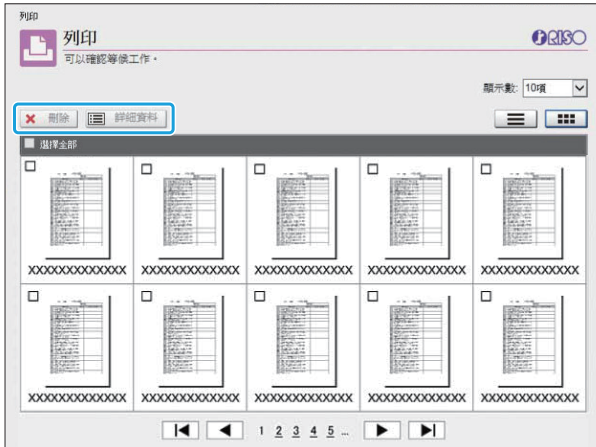 列印
列印
RISO
可以確認等候工作。
顯示數: 10項
刪除 詳細資料
選擇全部
XXXXXXXXXXXXX XXXXXXXXXXXXX XXXXXXXXXXXXX XXXXXXXXXXXXX XXXXXXXXXXXXX
XXXXXXXXXXXXX XXXXXXXXXXXXX XXXXXXXXXXXXX XXXXXXXXXXXXX XXXXXXXXXXXXX
1 2 3 4 5 ...